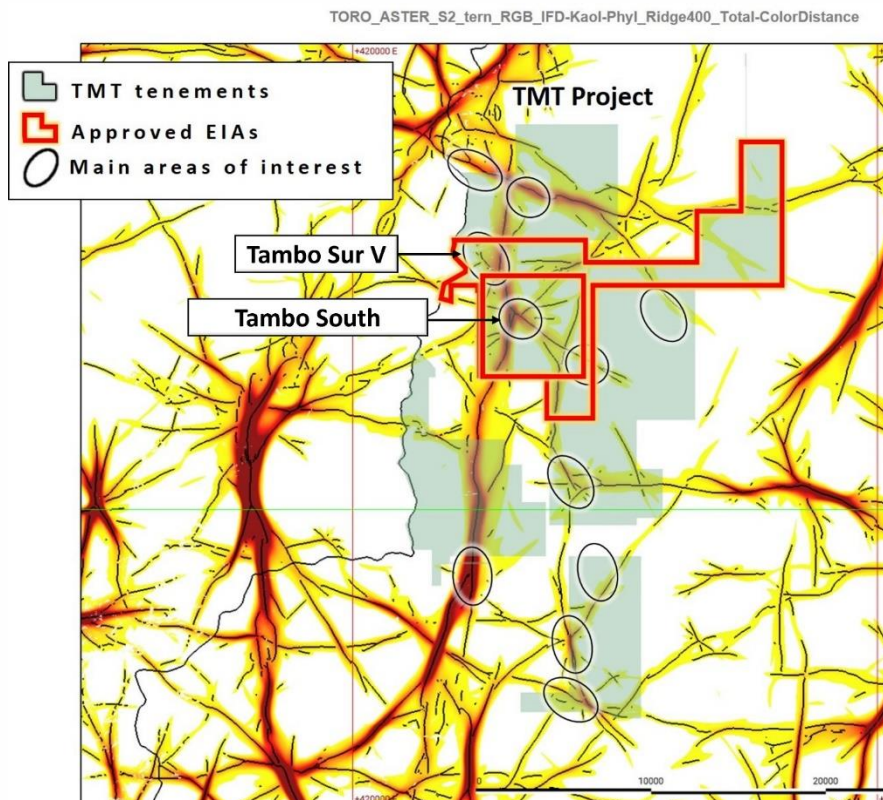 TORO_ASTER_S2_tern_RGB_IFD-Kaol-Phyl_Ridge400_Total-ColorDistance
+420000 E
TMT tenements
Approved EIAs
Main areas of interest
TMT Project
Tambo Sur V
Tambo South
0 10000 20000
+420000 E